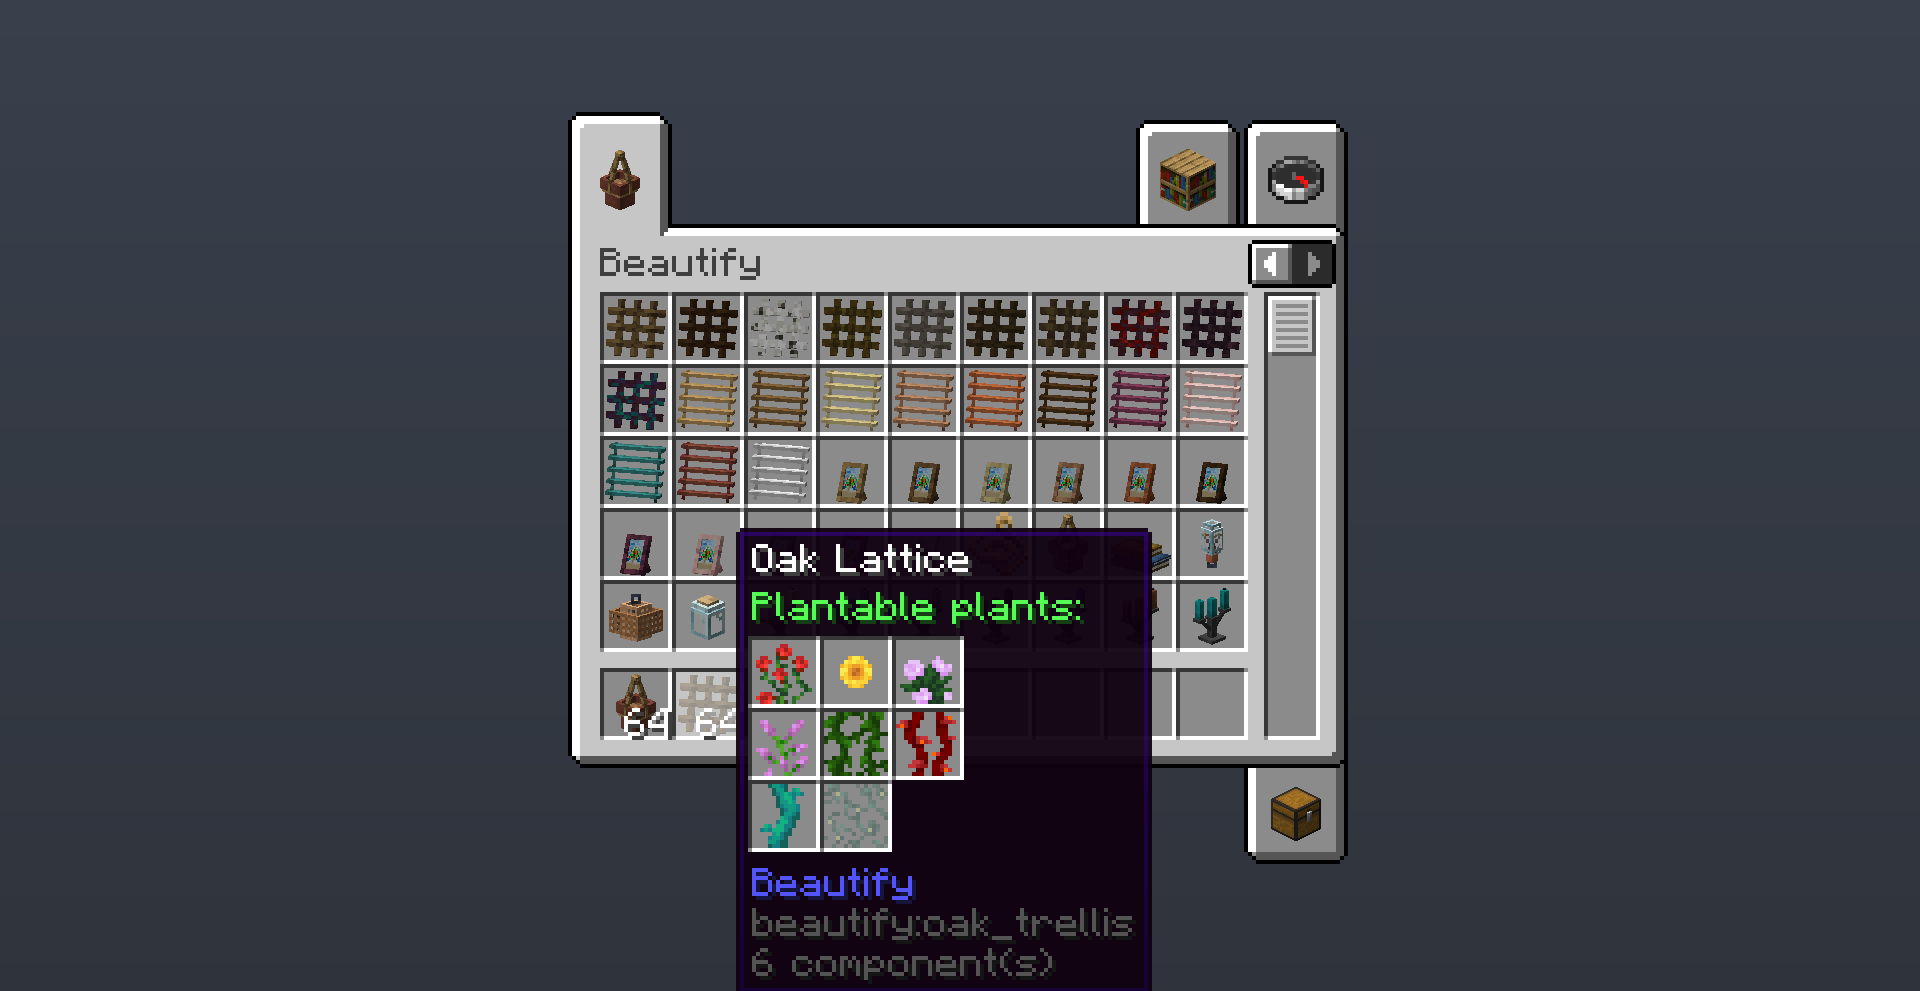 Beautify
Oak Lattice
Plantable plants:
64 64
Beautify
beautify:oak_trellis
6 component(s)